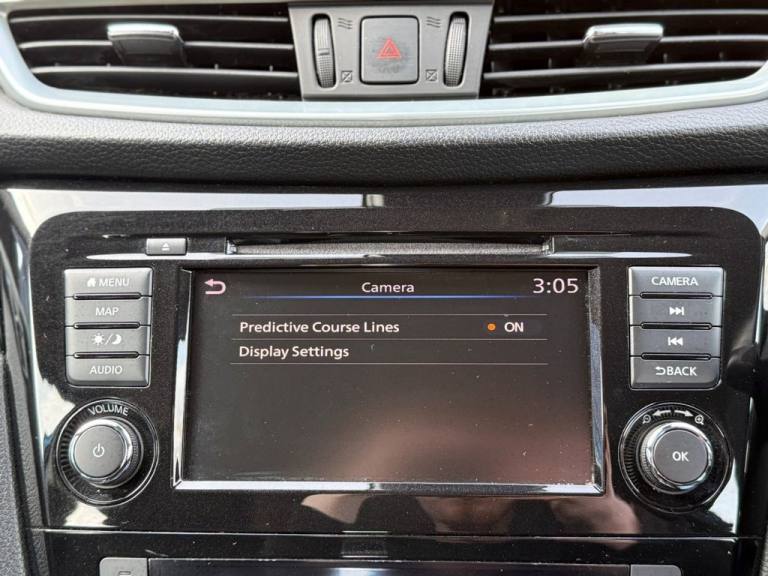 MENU
MAP
AUDIO
VOLUME
Camera
3:05
Predictive Course Lines
ON
Display Settings
CAMERA
BACK
OK